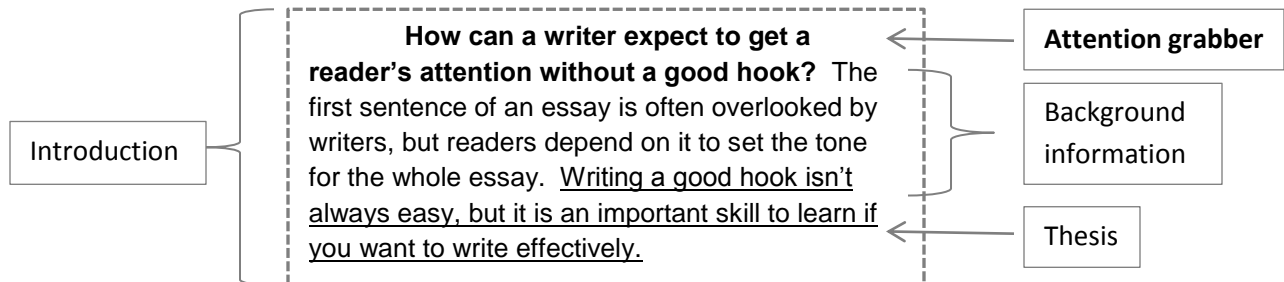 Introduction
How can a writer expect to get a
reader’s attention without a good hook? The
first sentence of an essay is often overlooked by
writers, but readers depend on it to set the tone
for the whole essay. Writing a good hook isn’t
always easy, but it is an important skill to learn if
you want to write effectively.
Attention grabber
Background
information
Thesis